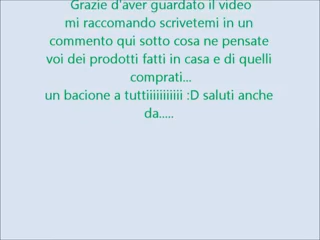 Grazie d'aver guardato il video
mi raccomando scrivetemi in un
commento qui sotto cosa ne pensate
voi dei prodotti fatti in casa e di quelli
comprati...
un bacione a tuttiiiiiiiiiiii :D saluti anche
da.....